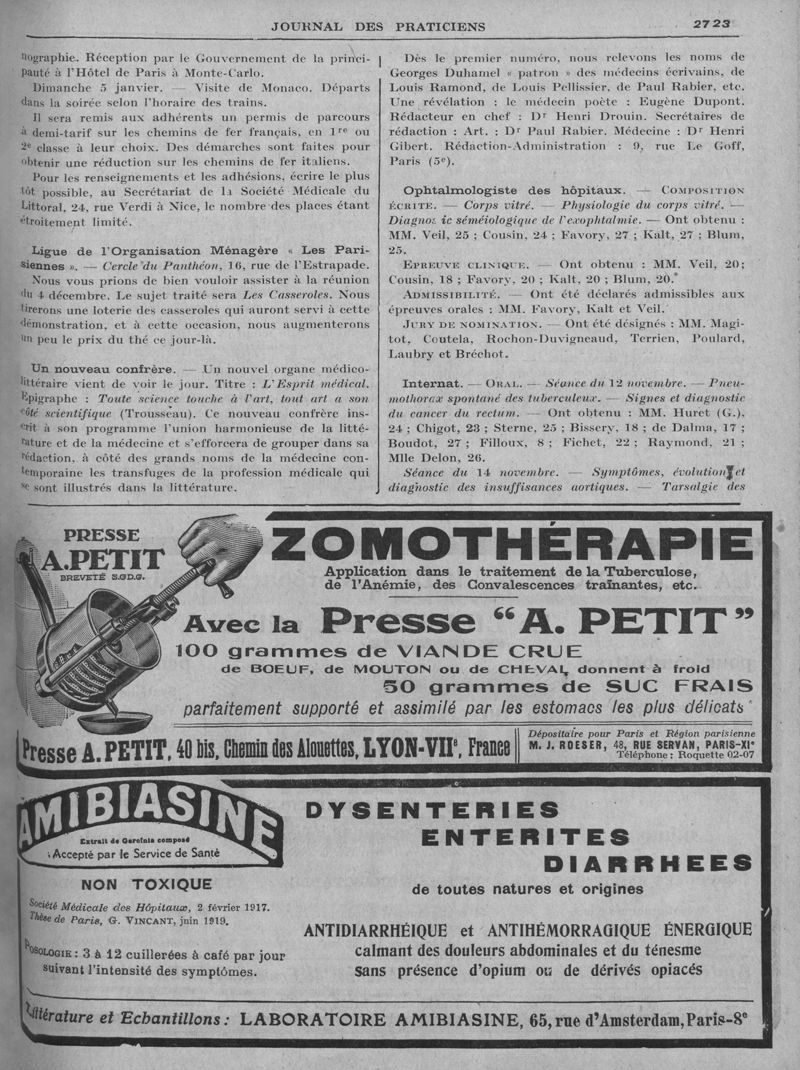 JOURNAL DES PRATICIENS
2723
nographie. Réception par le Gouvernement de la princi-
pauté à l'Hôtel de Paris à Monte-Carlo.
Dimanche 5 janvier. — Visite de Monaco. Départs
dans la soirée selon l'horaire des trains.
Il sera remis aux adhérents un permis de parcours
à demi-tarif sur les chemins de fer français, en 1re ou
2e classe à leur choix. Des démarches sont faites pour
obtenir une réduction sur les chemins de fer italiens.
Pour les renseignements et les adhésions, écrire le plus
tôt possible, au Secrétariat de la Société Médicale du
Littoral, 24, rue Verdi à Nice, le nombre des places étant
étroitement limité.
Ligue de l'Organisation Ménagère « Les Pari-
siennes ». — Cercle du Panthéon, 16, rue de l'Estrapade.
Nous vous prions de bien vouloir assister à la réunion
du 4 décembre. Le sujet traité sera Les Casseroles. Nous
tirerons une loterie des casseroles qui auront servi à cette
démonstration, et à cette occasion, nous augmenterons
un peu le prix du thé ce jour-là.
Un nouveau confrère. — Un nouvel organe médico-
littéraire vient de voir le jour. Titre : L'Esprit médical.
Epigraphe : Toute science touche à l'art, tout art a son
côté scientifique (Trousseau). Ce nouveau confrère ins-
crit à son programme l'union harmonieuse de la litté-
rature et de la médecine et s'efforcera de grouper dans sa
rédaction, à côté des grands noms de la médecine con-
temporaine les transfuges de la profession médicale qui
se sont illustrés dans la littérature.
Dès le premier numéro, nous relevons les noms de
Georges Duhamel « patron » des médecins écrivains, de
Louis Ramond, de Louis Pellissier, de Paul Rabier, etc.
Une révélation : le médecin poète : Eugène Dupont.
Rédacteur en chef : Dr Henri Drouin. Secrétaires de
rédaction : Art. : Dr Paul Rabier. Médecine : Dr Henri
Gibert. Rédaction-Administration : 9, rue Le Goff,
Paris (5e).
Ophtalmologiste des hôpitaux. — COMPOSITION
ÉCRITE. — Corps vitré. — Physiologie du corps vitré. —
Diagnos ic séméiologique de l'exophtalmie. — Ont obtenu :
MM. Veil, 25 ; Cousin, 24 ; Favory, 27 ; Kalt, 27 ; Blum,
25.
EPREUVE CLINIQUE. — Ont obtenu : MM. Veil, 20;
Cousin, 18 ; Favory, 20 ; Kalt, 20 ; Blum, 20.
ADMISSIBILITÉ. — Ont été déclarés admissibles aux
épreuves orales : MM. Favory, Kalt et Veil.
JURY DE NOMINATION. — Ont été désignés : MM. Magi-
tot, Coutela, Rochon-Duvigneaud, Terrien, Poulard,
Laubry et Bréchot.
Internat. — ORAL. — Séance du 12 novembre. — Pneu-
mothorax spontané des tuberculeux. — Signes et diagnostic
du cancer du rectum. — Ont obtenu : MM. Huret (G.),
24 ; Chigot, 23 ; Sterne, 25 ; Bissery, 18 ; de Dalma, 17 ;
Boudot, 27 ; Filloux, 8 ; Fichet, 22 ; Raymond, 21 ;
Mlle Delon, 26.
Séance du 14 novembre. — Symptômes, évolution et
diagnostic des insuffisances aortiques. — Tarsalgie des
PRESSE
A.PETIT
BREVETÉ S.G.D.G.
ZOMOTHÉRAPIE
Application dans le traitement de la Tuberculose,
de l'Anémie, des Convalescences traînantes, etc.
Avec la Presse “A. PETIT”
100 grammes de VIANDE CRUE
de BOEUF, de MOUTON ou de CHEVAL, donnent à froid
50 grammes de SUC FRAIS
parfaitement supporté et assimilé par les estomacs les plus délicats
Presse A. PETIT, 40 bis, Chemin des Alouettes, LYON-VIIe, France
Dépositaire pour Paris et Région parisienne
M. J. ROESER, 48, RUE SERVAN, PARIS-XIe
Téléphone : Roquette 02-07
AMIBIASINE
Extrait de Garcinia composé
Accepté par le Service de Santé
NON TOXIQUE
Société Médicale des Hôpitaux, 2 février 1917.
Thèse de Paris, G. VINCANT, juin 1919.
POSOLOGIE : 3 à 12 cuillerées à café par jour
suivant l'intensité des symptômes.
DYSENTERIES
ENTERITES
DIARRHEES
de toutes natures et origines
ANTIDIARRHÉIQUE et ANTIHÉMORRAGIQUE ÉNERGIQUE
calmant des douleurs abdominales et du ténesme
sans présence d'opium ou de dérivés opiacés
Littérature et Echantillons : LABORATOIRE AMIBIASINE, 65, rue d'Amsterdam, Paris-8e